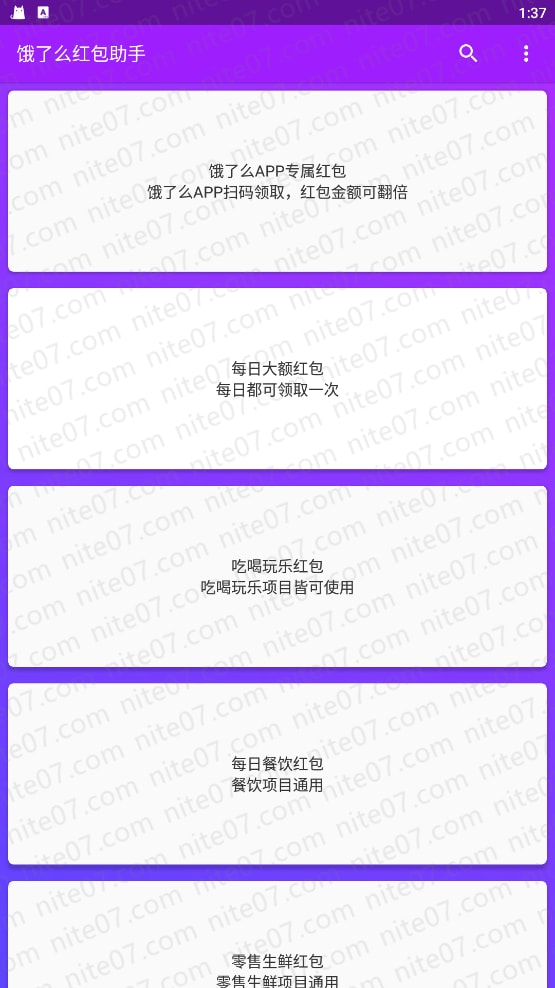 1:37
饿了么红包助手
饿了么APP专属红包
饿了么APP扫码领取，红包金额可翻倍
每日大额红包
每日都可领取一次
吃喝玩乐红包
吃喝玩乐项目皆可使用
每日餐饮红包
餐饮项目通用
零售生鲜红包
零售生鲜项目通用
nite07.com